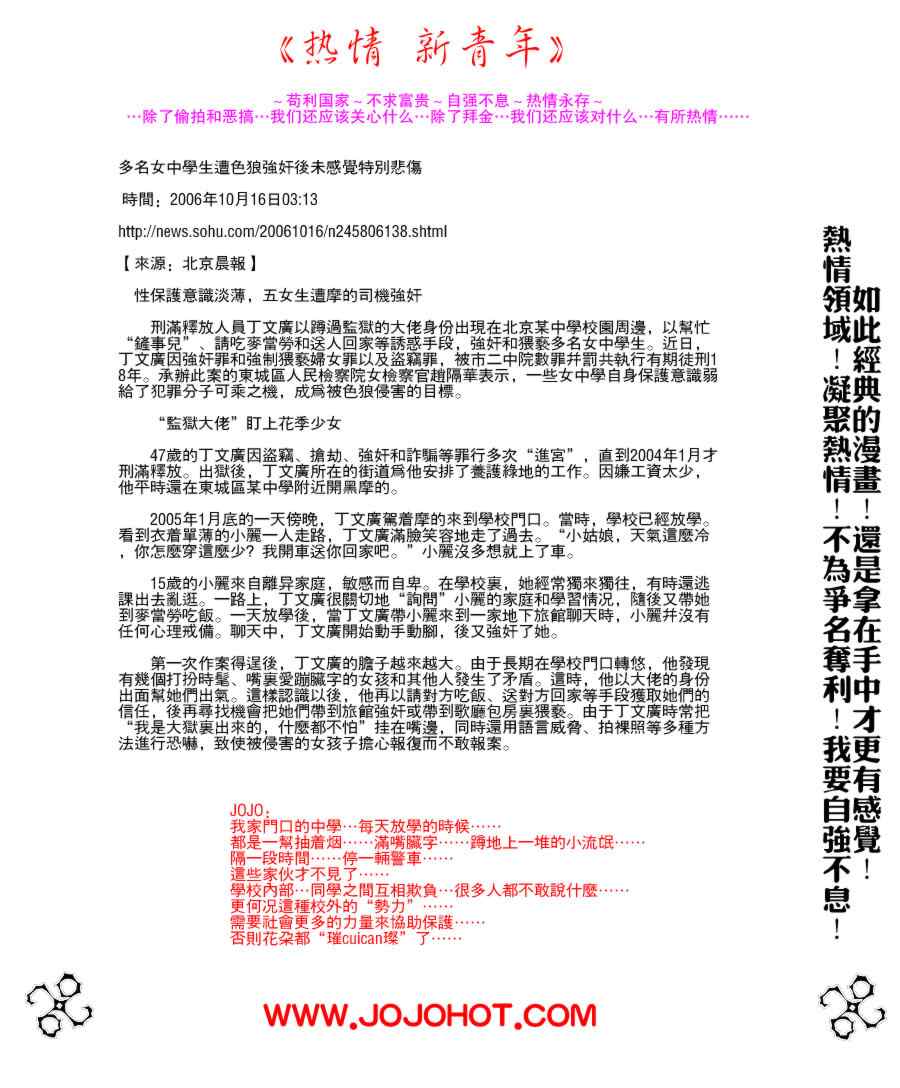 《热情 新青年》
～苟利国家～不求富贵～自强不息～热情永存～
…除了偷拍和恶搞…我们还应该关心什么…除了拜金…我们还应该对什么…有所热情……
多名女中學生遭色狼強奸後未感覺特別悲傷
時間：2006年10月16日03:13
http://news.sohu.com/20061016/n245806138.shtml
【來源：北京晨報】
性保護意識淡薄，五女生遭摩的司機強奸
刑滿釋放人員丁文廣以蹲過監獄的大佬身份出現在北京某中學校園周邊，以幫忙
“鏟事兒”、請吃麥當勞和送人回家等誘惑手段，強奸和猥褻多名女中學生。近日，
丁文廣因強奸罪和強制猥褻婦女罪以及盜竊罪，被市二中院數罪幷罰共執行有期徒刑1
8年。承辦此案的東城區人民檢察院女檢察官趙隔華表示，一些女中學自身保護意識弱
給了犯罪分子可乘之機，成爲被色狼侵害的目標。
“監獄大佬”盯上花季少女
47歲的丁文廣因盜竊、搶劫、強奸和詐騙等罪行多次“進宮”，直到2004年1月才
刑滿釋放。出獄後，丁文廣所在的街道爲他安排了養護綠地的工作。因嫌工資太少，
他平時還在東城區某中學附近開黑摩的。
2005年1月底的一天傍晚，丁文廣駕着摩的來到學校門口。當時，學校已經放學。
看到衣着單薄的小麗一人走路，丁文廣滿臉笑容地走了過去。“小姑娘，天氣這麼冷
，你怎麼穿這麼少？我開車送你回家吧。”小麗沒多想就上了車。
15歲的小麗來自離异家庭，敏感而自卑。在學校裏，她經常獨來獨往，有時還逃
課出去亂逛。一路上，丁文廣很關切地“詢問”小麗的家庭和學習情況，隨後又帶她
到麥當勞吃飯。一天放學後，當丁文廣帶小麗來到一家地下旅館聊天時，小麗幷沒有
任何心理戒備。聊天中，丁文廣開始動手動腳，後又強奸了她。
第一次作案得逞後，丁文廣的膽子越來越大。由于長期在學校門口轉悠，他發現
有幾個打扮時髦、嘴裏愛蹦臟字的女孩和其他人發生了矛盾。這時，他以大佬的身份
出面幫她們出氣。這樣認識以後，他再以請對方吃飯、送對方回家等手段獲取她們的
信任，後再尋找機會把她們帶到旅館強奸或帶到歌廳包房裏猥褻。由于丁文廣時常把
“我是大獄裏出來的，什麼都不怕”挂在嘴邊，同時還用語言威脅、拍裸照等多種方
法進行恐嚇，致使被侵害的女孩子擔心報復而不敢報案。
JOJO：
我家門口的中學…每天放學的時候……
都是一幫抽着烟……滿嘴臟字……蹲地上一堆的小流氓……
隔一段時間……停一輛警車……
這些家伙才不見了……
學校內部…同學之間互相欺負…很多人都不敢說什麼……
更何况這種校外的“勢力”……
需要社會更多的力量來協助保護……
否則花朶都“璀cuican璨”了……
如此經典的漫畫！還是拿在手中才更有感覺！
熱情領域！凝聚熱情！不為爭名奪利！我要自強不息！
WWW.JOJOHOT.COM